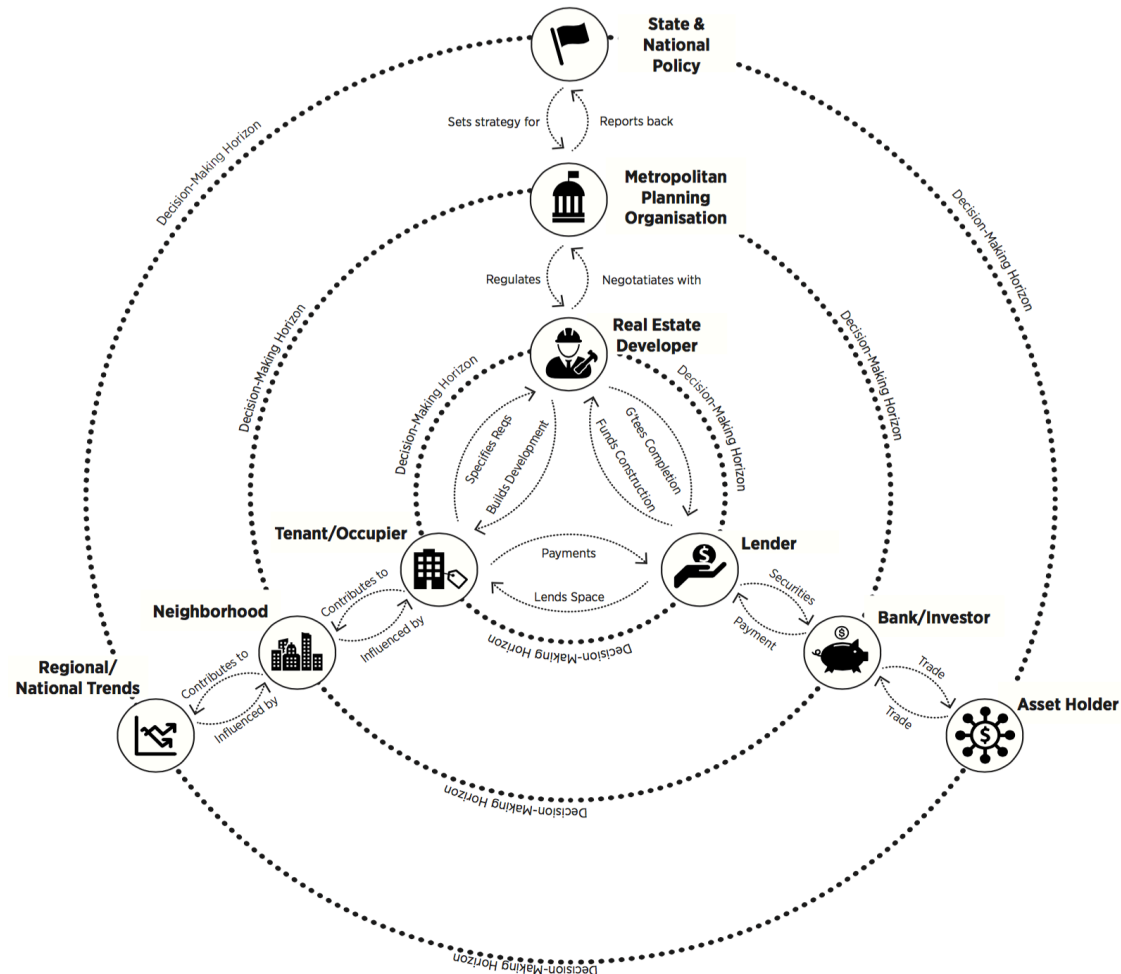 State &
National
Policy
Sets strategy for
Reports back
Decision-Making Horizon
Decision-Making Horizon
Metropolitan
Planning
Organisation
Regulates
Negotatiates with
Decision-Making Horizon
Decision-Making Horizon
Real Estate
Developer
Decision-Making Horizon
Decision-Making Horizon
Specifies Reqs
Builds Development
Funds Construction
G'tees Completion
Tenant/Occupier
Payments
Lends Space
Lender
Decision-Making Horizon
Contributes to
Influenced by
Securities
Payment
Neighborhood
Bank/Investor
Regional/
National Trends
Contributes to
Influenced by
Trade
Trade
Asset Holder
$
$
$
Decision-Making Horizon
Decision-Making Horizon